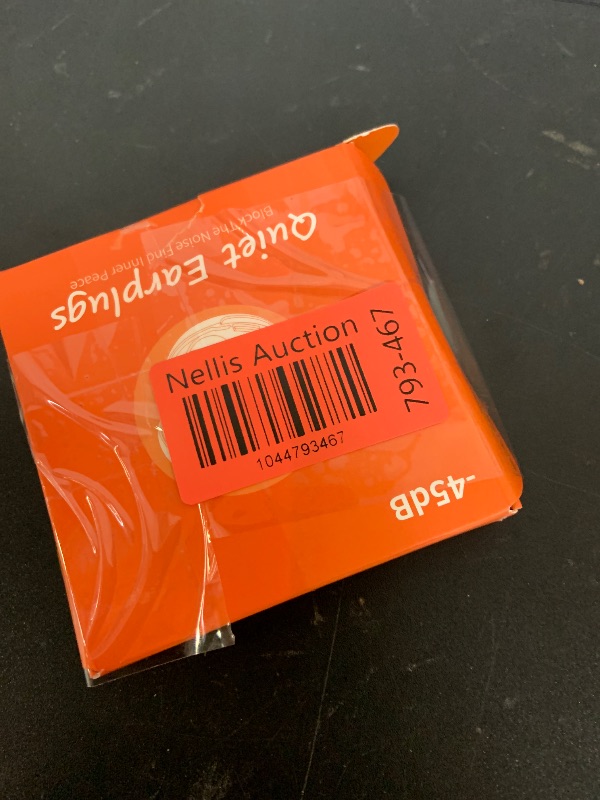 Quiet Earplugs
Block The Noise Find Inner Peace
Nellis Auction
1044793467
793-467
-45dB